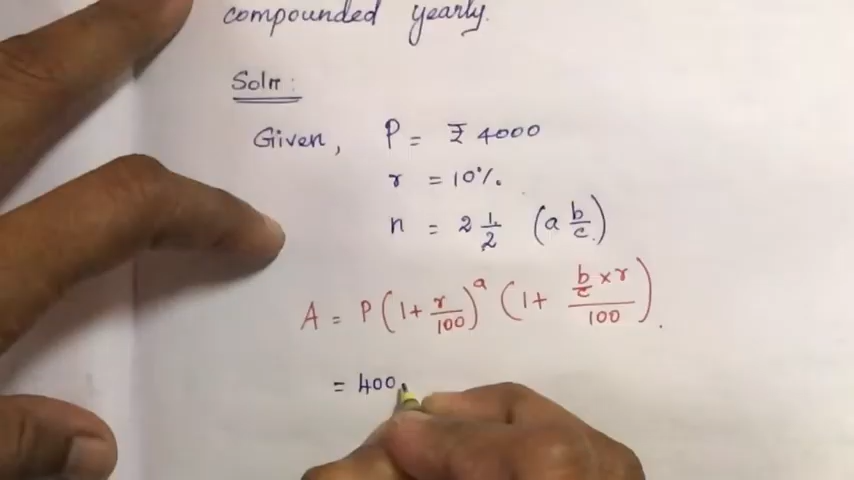 compounded yearly.
Soln :
Given, P = ₹ 4000
r = 10%.
n = 2 1/2 (a b/c)
A = P(1 + r/100)^a (1 + (b/c × r)/100).
= 400